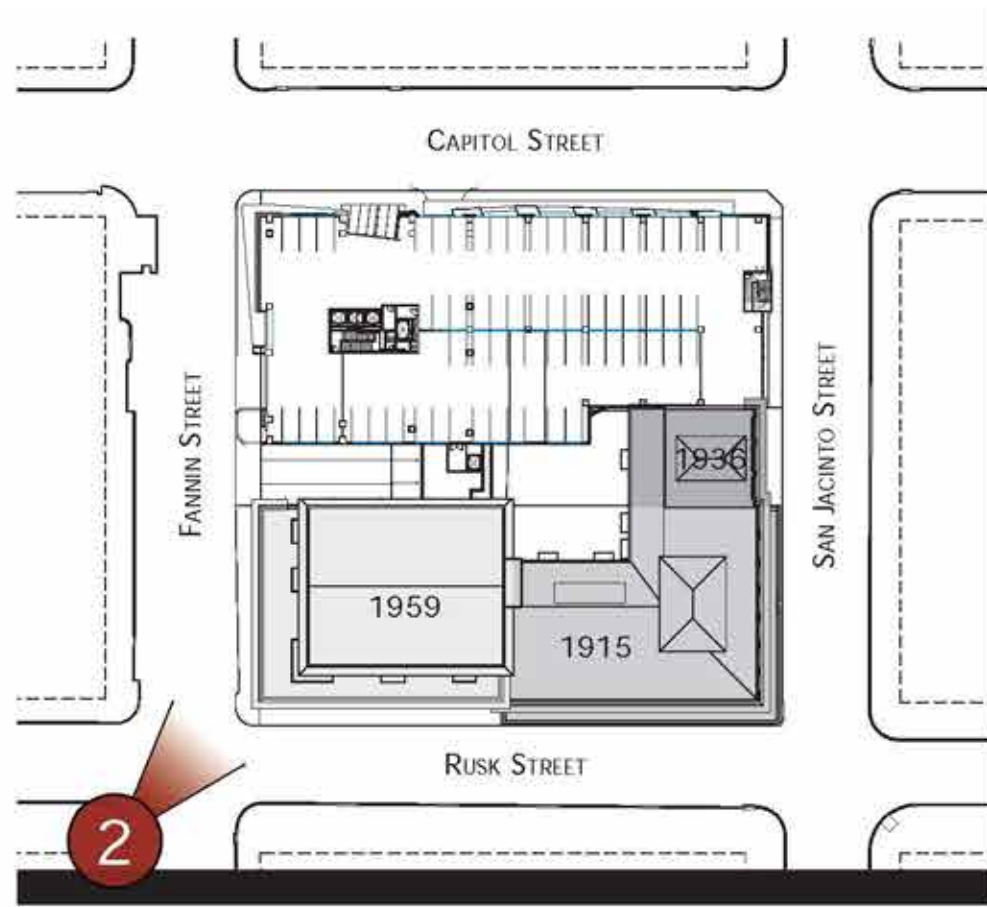 CAPITOL STREET
FANNIN STREET
SAN JACINTO STREET
1936
1959
1915
RUSK STREET
2